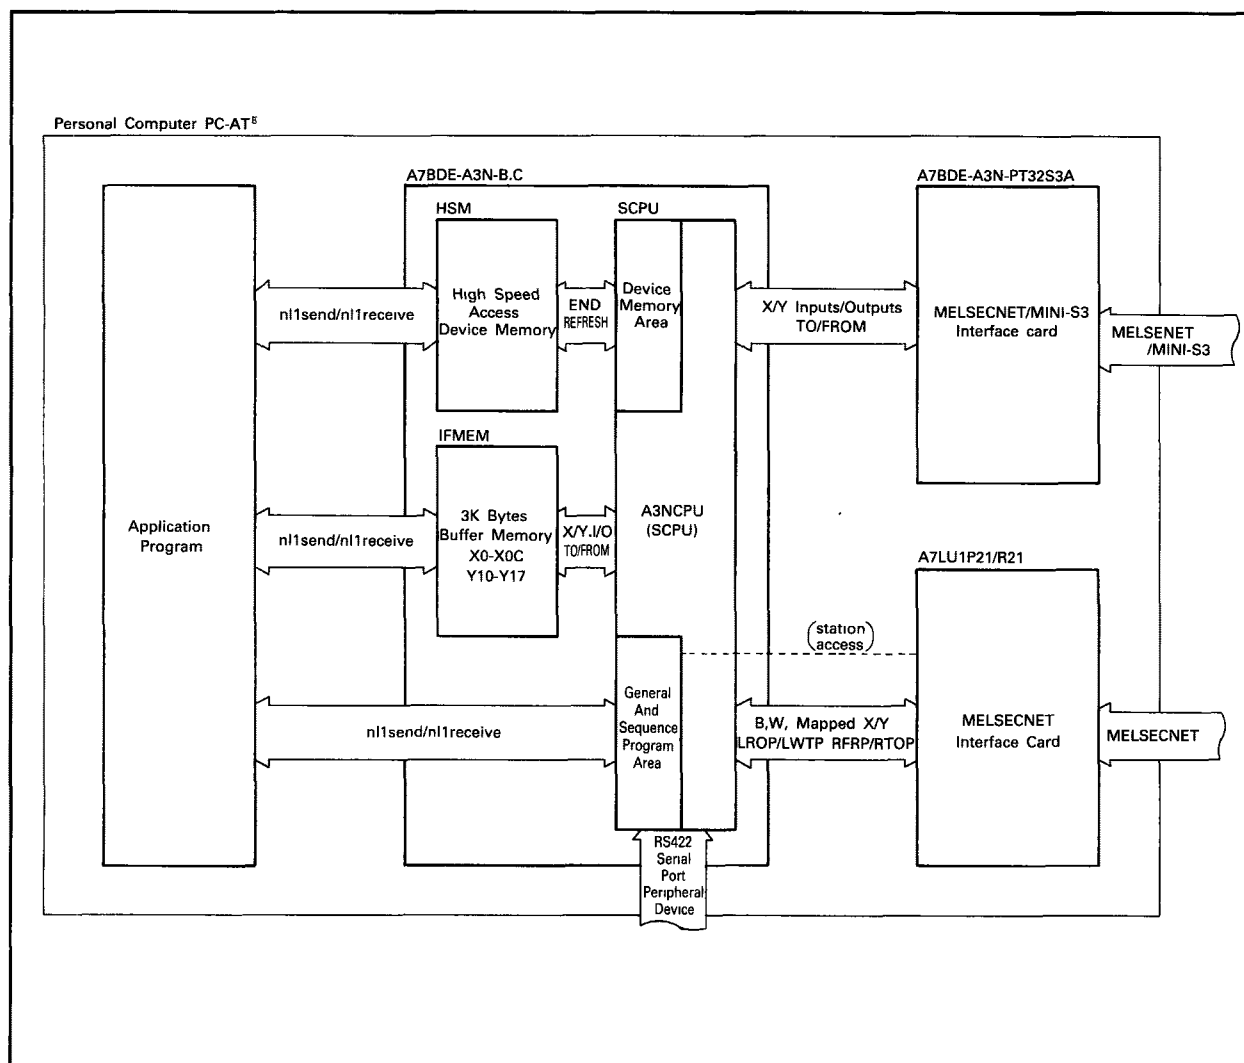 Personal Computer PC-AT®
A7BDE-A3N-B.C
A7BDE-A3N-PT32S3A
HSM
SCPU
High Speed
Access
Device Memory
END
REFRESH
Device
Memory
Area
nl1send/nl1receive
X/Y Inputs/Outputs
TO/FROM
MELSECNET/MINI-S3
Interface card
MELSENET
/MINI-S3
IFMEM
3K Bytes
Buffer Memory
X0-X0C
Y10-Y17
X/Y.I/O
TO/FROM
A3NCPU
(SCPU)
Application
Program
nl1send/nl1receive
A7LU1P21/R21
(station
access)
General
And
Sequence
Program
Area
nl1send/nl1receive
B,W, Mapped X/Y
LROP/LWTP RFRP/RTOP
MELSECNET
Interface Card
MELSECNET
RS422
Serial
Port
Peripheral
Device